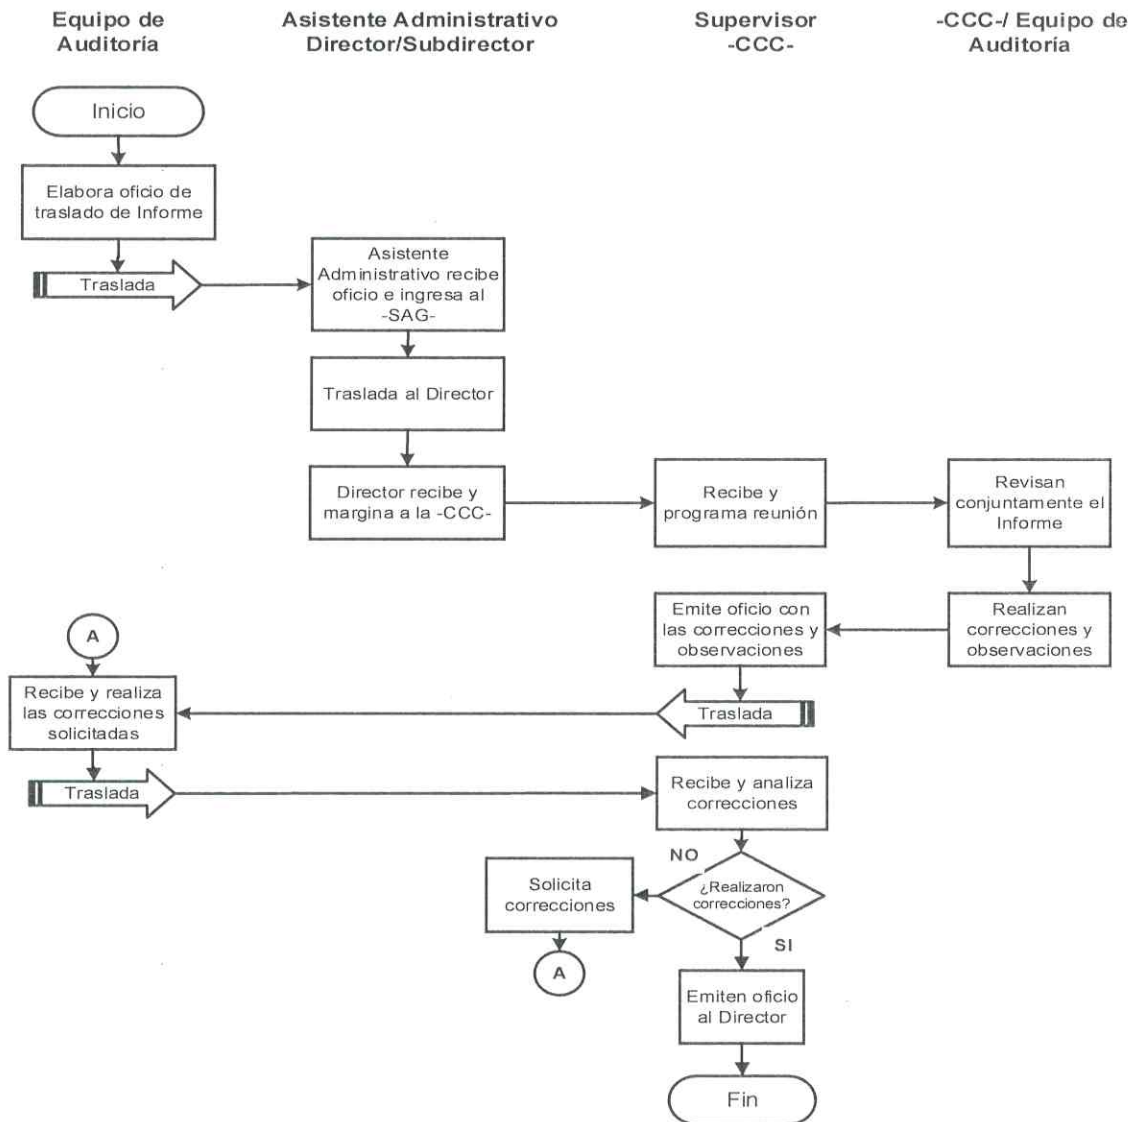 Equipo de
Auditoría
Asistente Administrativo
Director/Subdirector
Supervisor
-CCC-
-CCC-/ Equipo de
Auditoría
Inicio
Elabora oficio de
traslado de Informe
Traslada
Asistente
Administrativo recibe
oficio e ingresa al
-SAG-
Traslada al Director
Director recibe y
margina a la -CCC-
Recibe y
programa reunión
Revisan
conjuntamente el
Informe
Realizan
correcciones y
observaciones
Emite oficio con
las correcciones y
observaciones
Traslada
A
Recibe y realiza
las correcciones
solicitadas
Traslada
Recibe y analiza
correcciones
¿Realizaron
correcciones?
NO
Solicita
correcciones
A
SI
Emiten oficio
al Director
Fin